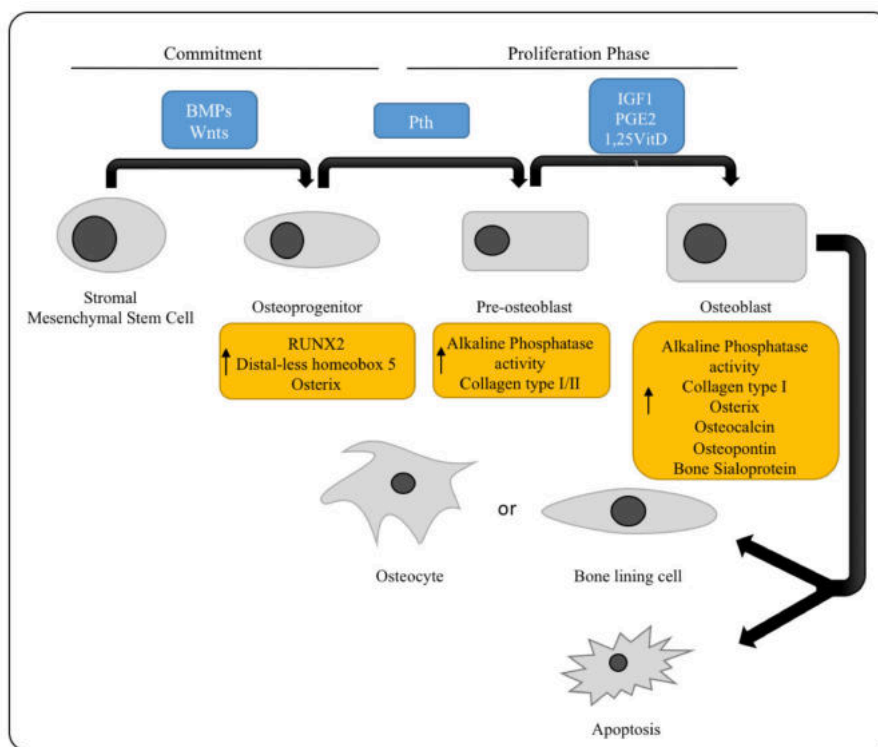 Commitment
Proliferation Phase
BMPs
Wnts
Pth
IGF1
PGE2
1,25VitD
3
Stromal
Mesenchymal Stem Cell
Osteoprogenitor
Pre-osteoblast
Osteoblast
RUNX2
Distal-less homeobox 5
Osterix
Alkaline Phosphatase
activity
Collagen type I/II
Alkaline Phosphatase
activity
Collagen type I
Osterix
Osteocalcin
Osteopontin
Bone Sialoprotein
or
Osteocyte
Bone lining cell
Apoptosis